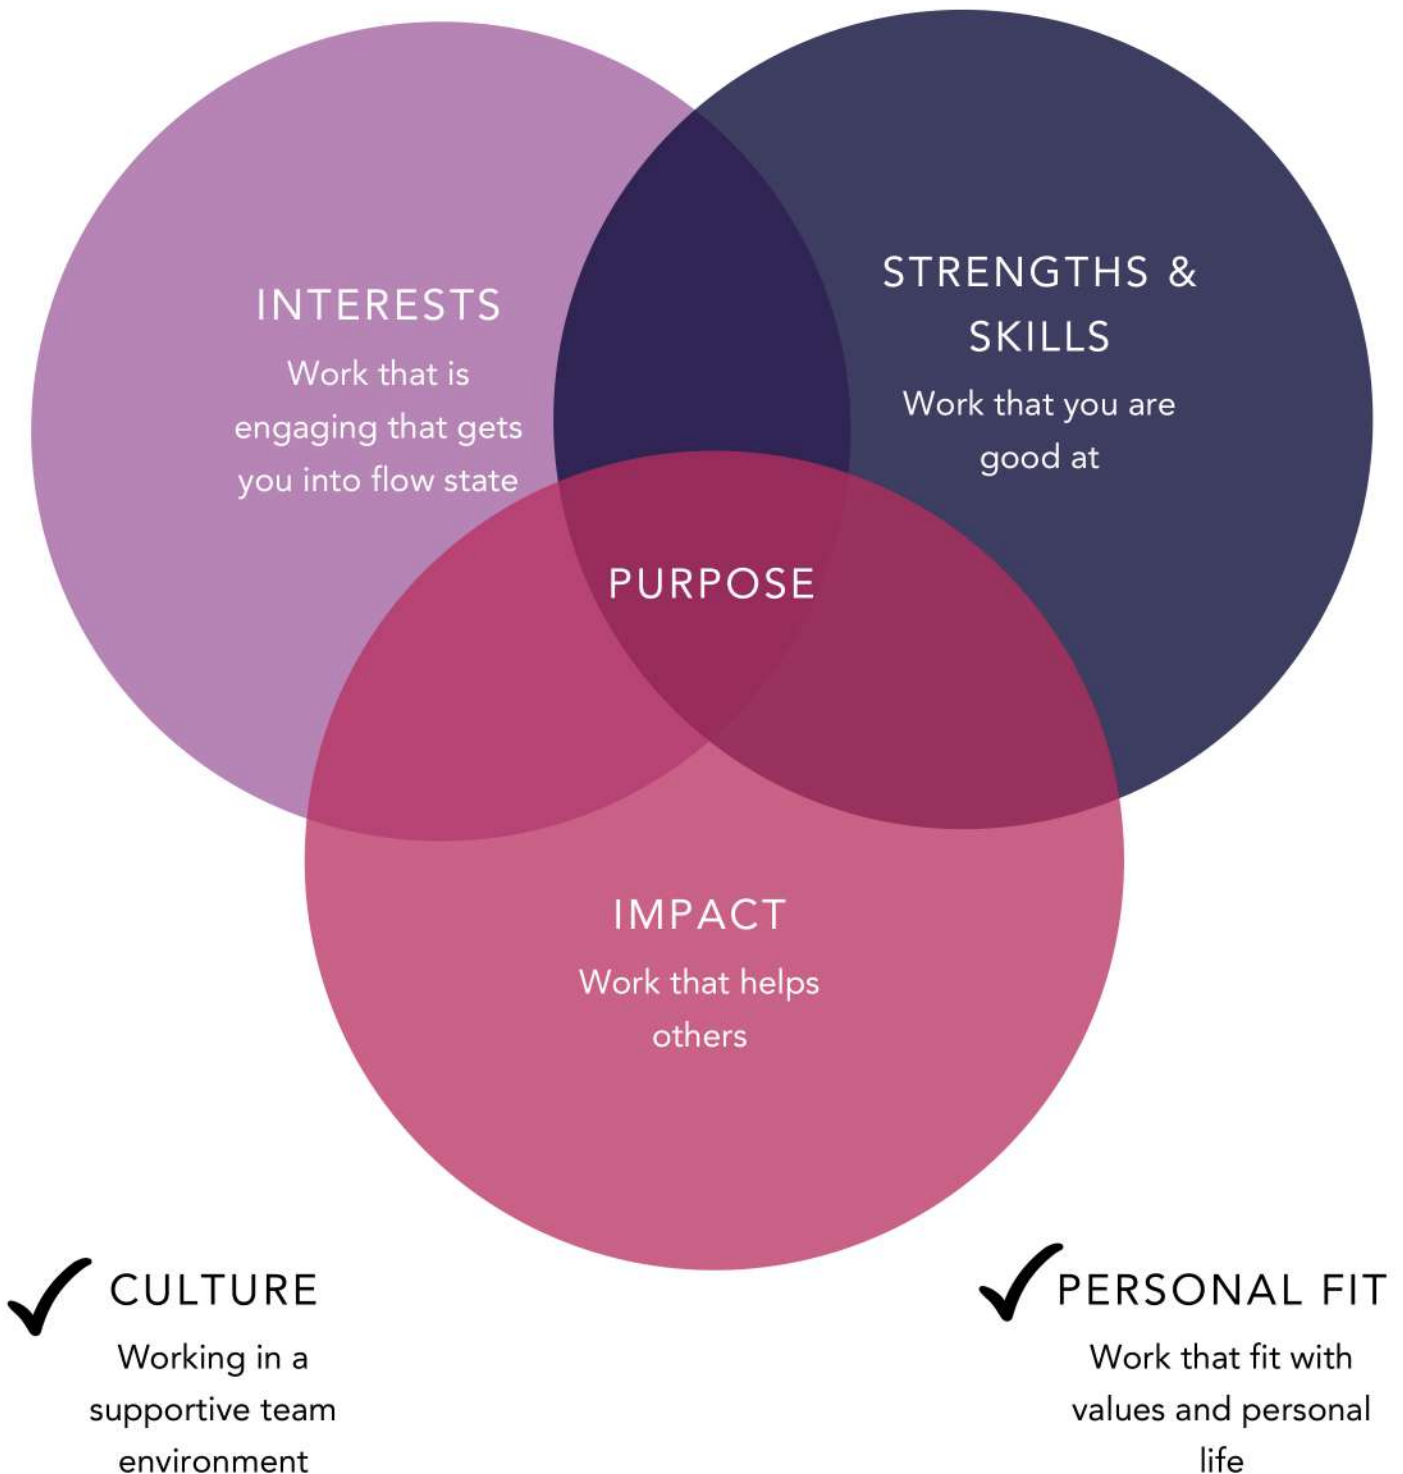 INTERESTS
Work that is
engaging that gets
you into flow state
STRENGTHS &
SKILLS
Work that you are
good at
PURPOSE
IMPACT
Work that helps
others
CULTURE
Working in a
supportive team
environment
PERSONAL FIT
Work that fit with
values and personal
life